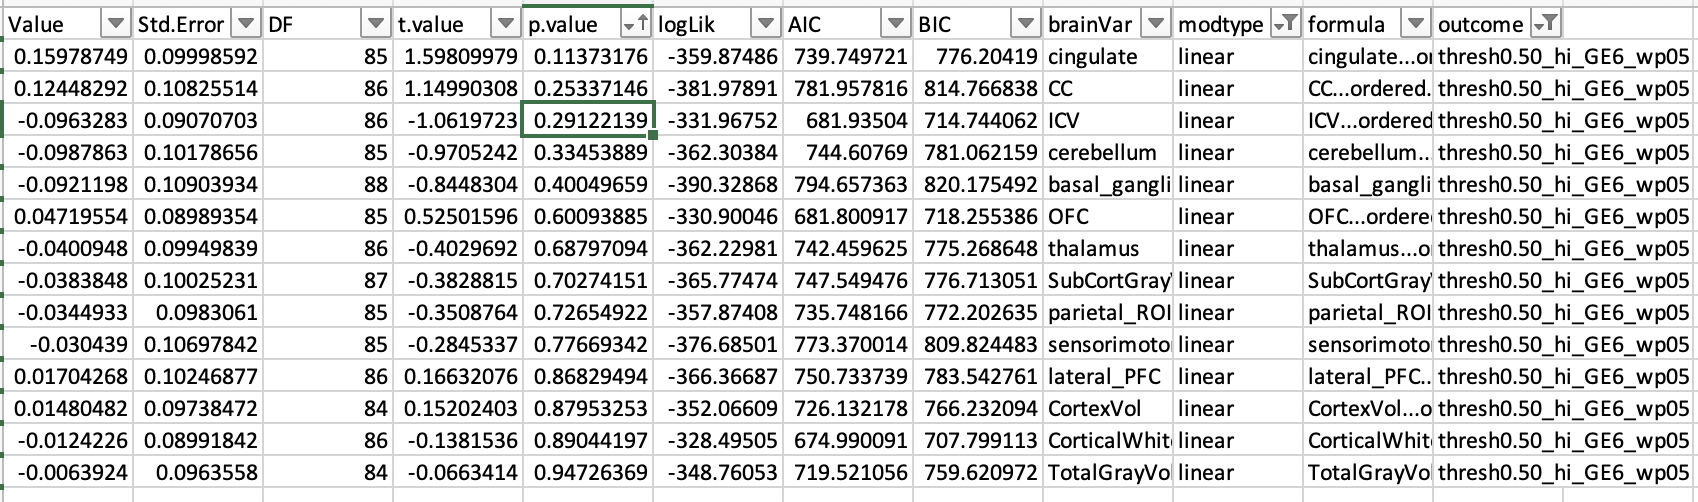 Value Std.Error DF t.value p.value logLik AIC BIC brainVar modtype formula outcome
0.15978749 0.09998592 85 1.59809979 0.11373176 -359.87486 739.749721 776.20419 cingulate linear cingulate...or thresh0.50_hi_GE6_wp05
0.12448292 0.10825514 86 1.14990308 0.25337146 -381.97891 781.957816 814.766838 CC linear CC...ordered. thresh0.50_hi_GE6_wp05
-0.0963283 0.09070703 86 -1.0619723 0.29122139 -331.96752 681.93504 714.744062 ICV linear ICV...ordered thresh0.50_hi_GE6_wp05
-0.0987863 0.10178656 85 -0.9705242 0.33453889 -362.30384 744.60769 781.062159 cerebellum linear cerebellum... thresh0.50_hi_GE6_wp05
-0.0921198 0.10903934 88 -0.8448304 0.40049659 -390.32868 794.657363 820.175492 basal_gangli linear basal_gangli thresh0.50_hi_GE6_wp05
0.04719554 0.08989354 85 0.52501596 0.60093885 -330.90046 681.800917 718.255386 OFC linear OFC...ordere thresh0.50_hi_GE6_wp05
-0.0400948 0.09949839 86 -0.4029692 0.68797094 -362.22981 742.459625 775.268648 thalamus linear thalamus...o thresh0.50_hi_GE6_wp05
-0.0383848 0.10025231 87 -0.3828815 0.70274151 -365.77474 747.549476 776.713051 SubCortGray linear SubCortGray thresh0.50_hi_GE6_wp05
-0.0344933 0.0983061 85 -0.3508764 0.72654922 -357.87408 735.748166 772.202635 parietal_ROI linear parietal_ROI thresh0.50_hi_GE6_wp05
-0.030439 0.10697842 85 -0.2845337 0.77669342 -376.68501 773.370014 809.824483 sensorimoto linear sensorimoto thresh0.50_hi_GE6_wp05
0.01704268 0.10246877 86 0.16632076 0.86829494 -366.36687 750.733739 783.542761 lateral_PFC linear lateral_PFC.. thresh0.50_hi_GE6_wp05
0.01480482 0.09738472 84 0.15202403 0.87953253 -352.06609 726.132178 766.232094 CortexVol linear CortexVol...o thresh0.50_hi_GE6_wp05
-0.0124226 0.08991842 86 -0.1381536 0.89044197 -328.49505 674.990091 707.799113 CorticalWhit linear CorticalWhit thresh0.50_hi_GE6_wp05
-0.0063924 0.0963558 84 -0.0663414 0.94726369 -348.76053 719.521056 759.620972 TotalGrayVo linear TotalGrayVo thresh0.50_hi_GE6_wp05